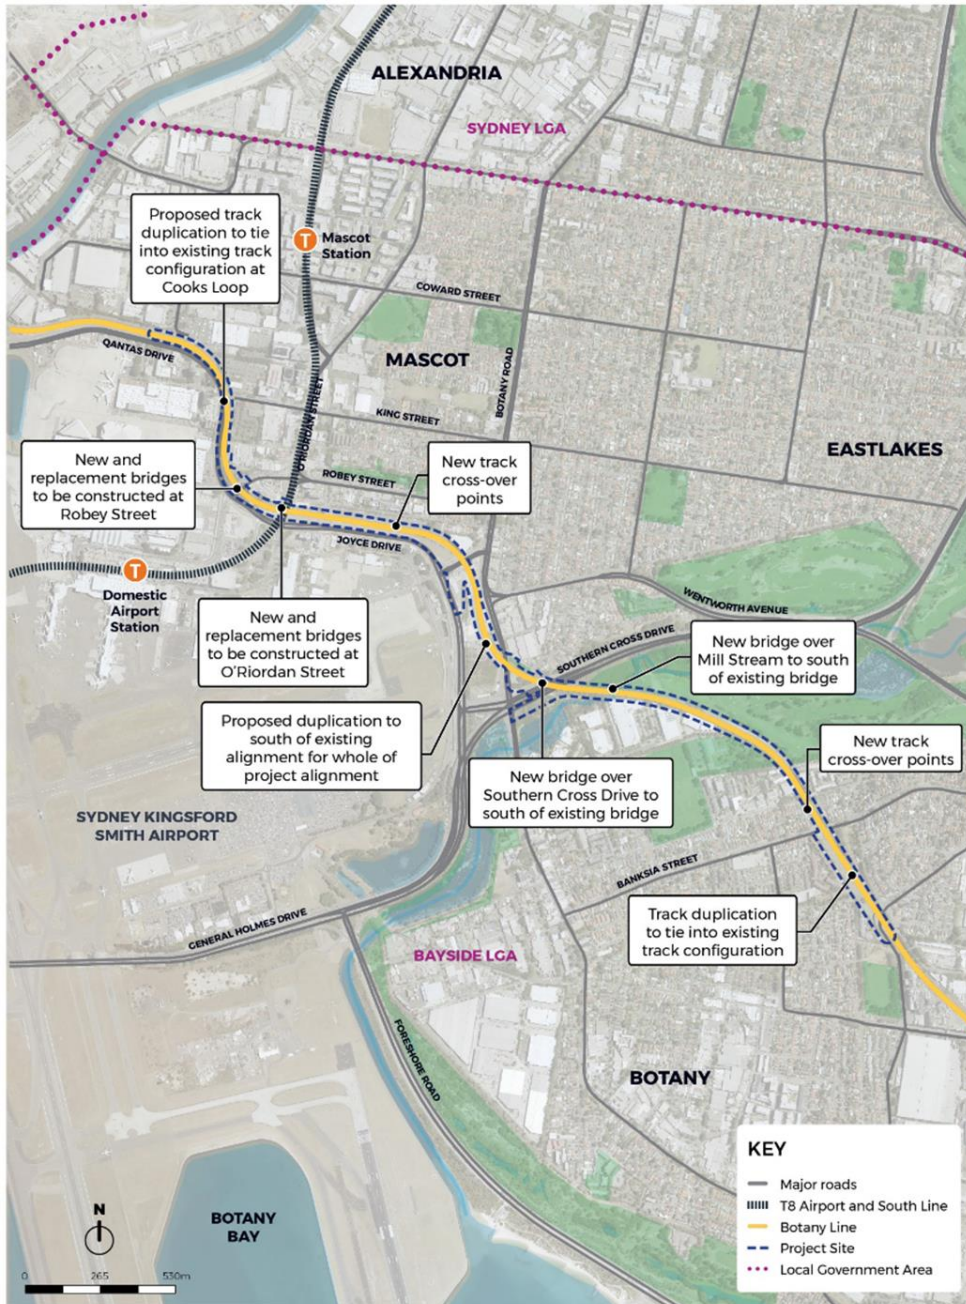 ALEXANDRIA
SYDNEY LGA
Proposed track
duplication to tie
into existing track
configuration at
Cooks Loop
T
Mascot
Station
COWARD STREET
QANTAS DRIVE
MASCOT
BOTANY ROAD
O'RIORDAN STREET
KING STREET
EASTLAKES
New and
replacement bridges
to be constructed at
Robey Street
ROBEY STREET
New track
cross-over
points
JOYCE DRIVE
T
Domestic
Airport
Station
WENTWORTH AVENUE
New and
replacement bridges
to be constructed at
O'Riordan Street
SOUTHERN CROSS DRIVE
New bridge over
Mill Stream to south
of existing bridge
Proposed duplication to
south of existing
alignment for whole of
project alignment
New track
cross-over points
New bridge over
Southern Cross Drive to
south of existing bridge
SYDNEY KINGSFORD
SMITH AIRPORT
BANKSIA STREET
Track duplication
to tie into existing
track configuration
GENERAL HOLMES DRIVE
BAYSIDE LGA
FORESHORE ROAD
BOTANY
BOTANY
BAY
N
0 265 530m
KEY
Major roads
T8 Airport and South Line
Botany Line
Project Site
Local Government Area